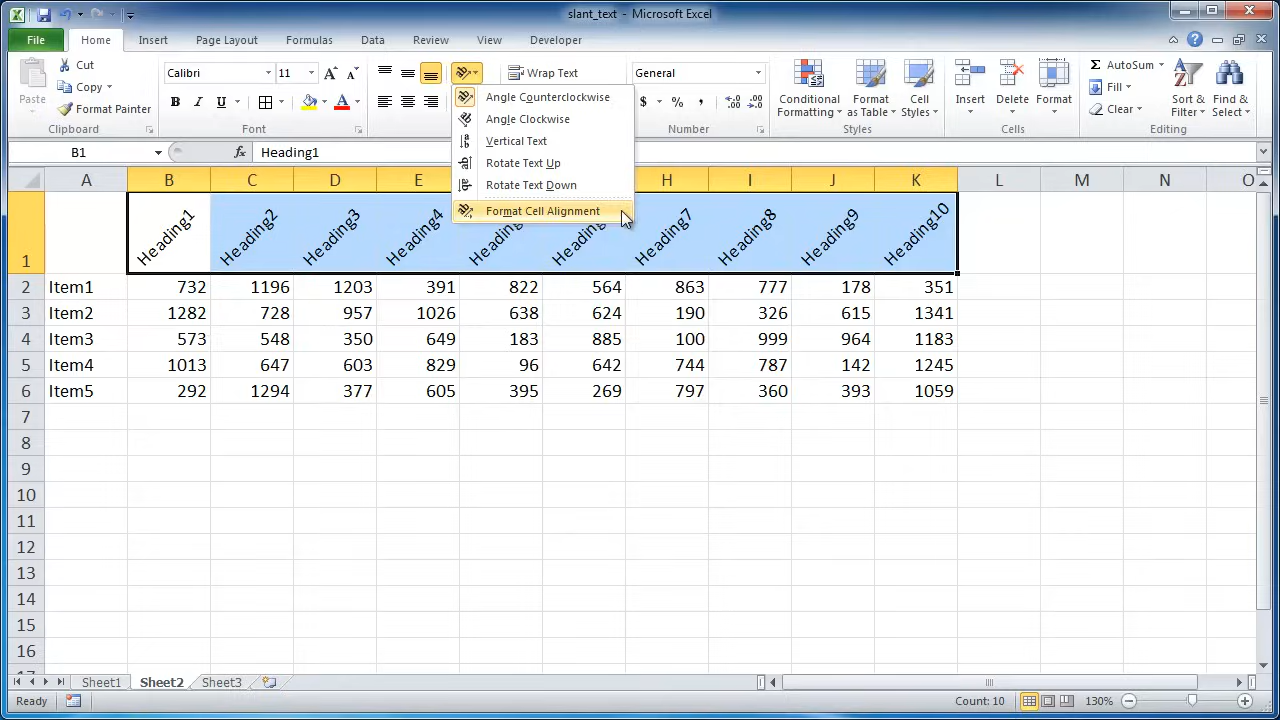 slant_text - Microsoft Excel
File Home Insert Page Layout Formulas Data Review View Developer
Paste
Cut
Copy
Format Painter
Clipboard
Calibri 11
B I U A
Font
Wrap Text
General
$ % ,
Number
Conditional Formatting
Format as Table
Cell Styles
Styles
Insert
Delete
Format
Cells
AutoSum
Fill
Clear
Sort & Filter
Find & Select
Editing
Angle Counterclockwise
Angle Clockwise
Vertical Text
Rotate Text Up
Rotate Text Down
Format Cell Alignment
B1 fx Heading1
A B C D E H I J K L M N O
1 Heading1 Heading2 Heading3 Heading4 Heading7 Heading8 Heading9 Heading10
2 Item1 732 1196 1203 391 822 564 863 777 178 351
3 Item2 1282 728 957 1026 638 624 190 326 615 1341
4 Item3 573 548 350 649 183 885 100 999 964 1183
5 Item4 1013 647 603 829 96 642 744 787 142 1245
6 Item5 292 1294 377 605 395 269 797 360 393 1059
7
8
9
10
11
12
13
14
15
16
17
Sheet1 Sheet2 Sheet3
Ready Count: 10 130%